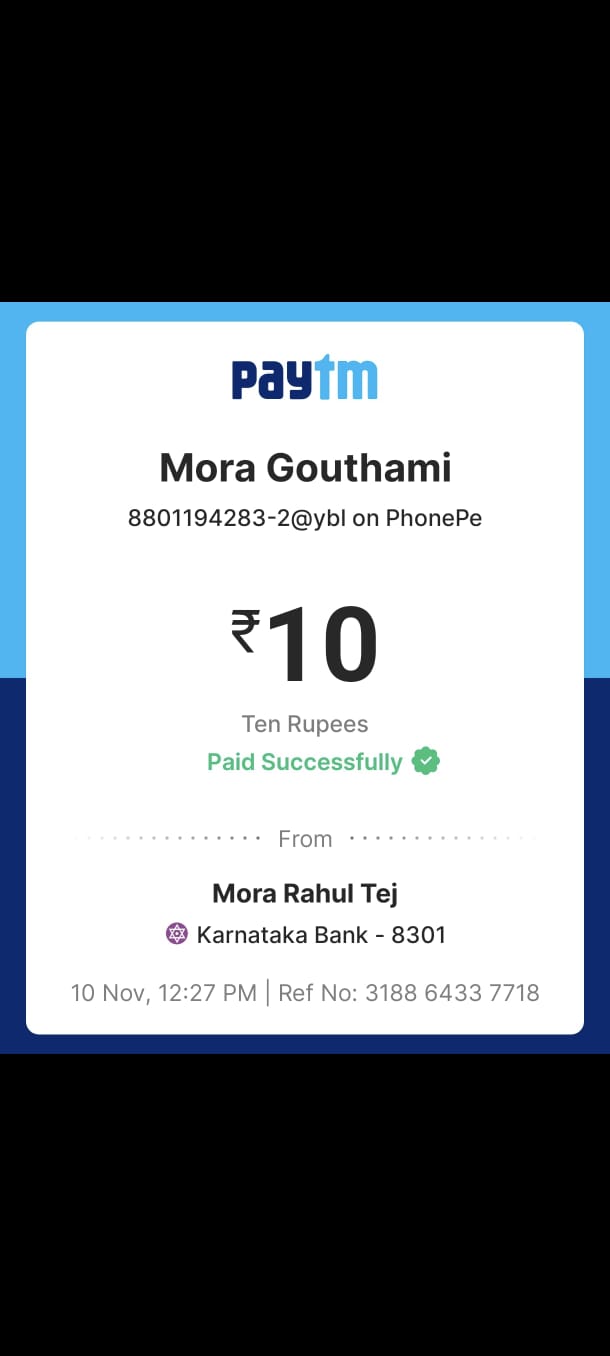 paytm
Mora Gouthami
8801194283-2@ybl on PhonePe
₹10
Ten Rupees
Paid Successfully
From
Mora Rahul Tej
Karnataka Bank - 8301
10 Nov, 12:27 PM | Ref No: 3188 6433 7718